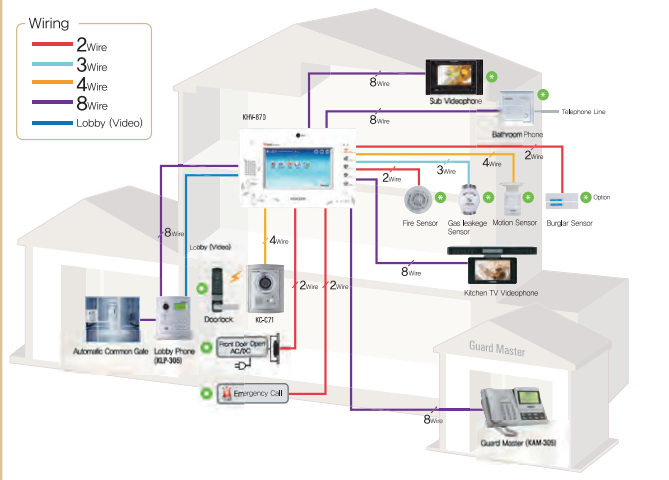 Wiring
2Wire
3Wire
4Wire
8Wire
Lobby (Video)
KHV-870
8Wire
Sub Videophone
8Wire
Bathroom Phone
Telephone Line
2Wire
4Wire
3Wire
2Wire
Fire Sensor
Gas leakege
Sensor
Motion Sensor
Burglar Sensor
Option
8Wire
Kitchen TV Videophone
8Wire
Lobby (Video)
4Wire
2Wire
2Wire
Doorlock
KC-C71
Automatic Common Gate
Lobby Phone
(KLP-306)
Front Door Open
AC/DC
Emergency Call
Guard Master
8Wire
Guard Master (KAM-305)